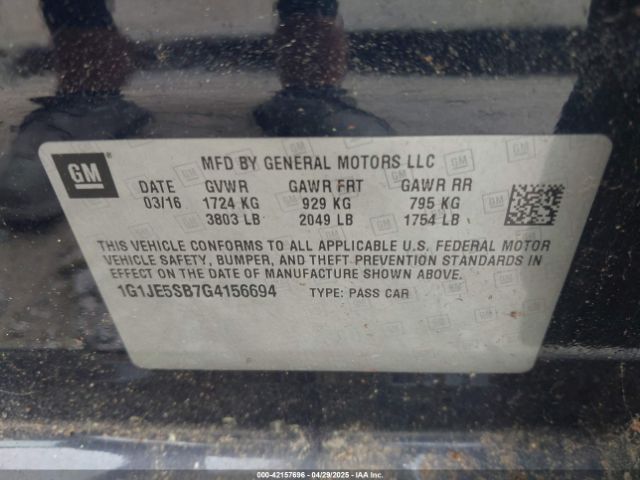 GM
MFD BY GENERAL MOTORS LLC
DATE GVWR GAWR FRT GAWR RR
03/16 1724 KG 929 KG 795 KG
3803 LB 2049 LB 1754 LB
THIS VEHICLE CONFORMS TO ALL APPLICABLE U.S. FEDERAL MOTOR
VEHICLE SAFETY, BUMPER, AND THEFT PREVENTION STANDARDS
IN EFFECT ON THE DATE OF MANUFACTURE SHOWN ABOVE.
1G1JE5SB7G4156694 TYPE: PASS CAR
000-42157696 - 04/29/2025 - IAA Inc.